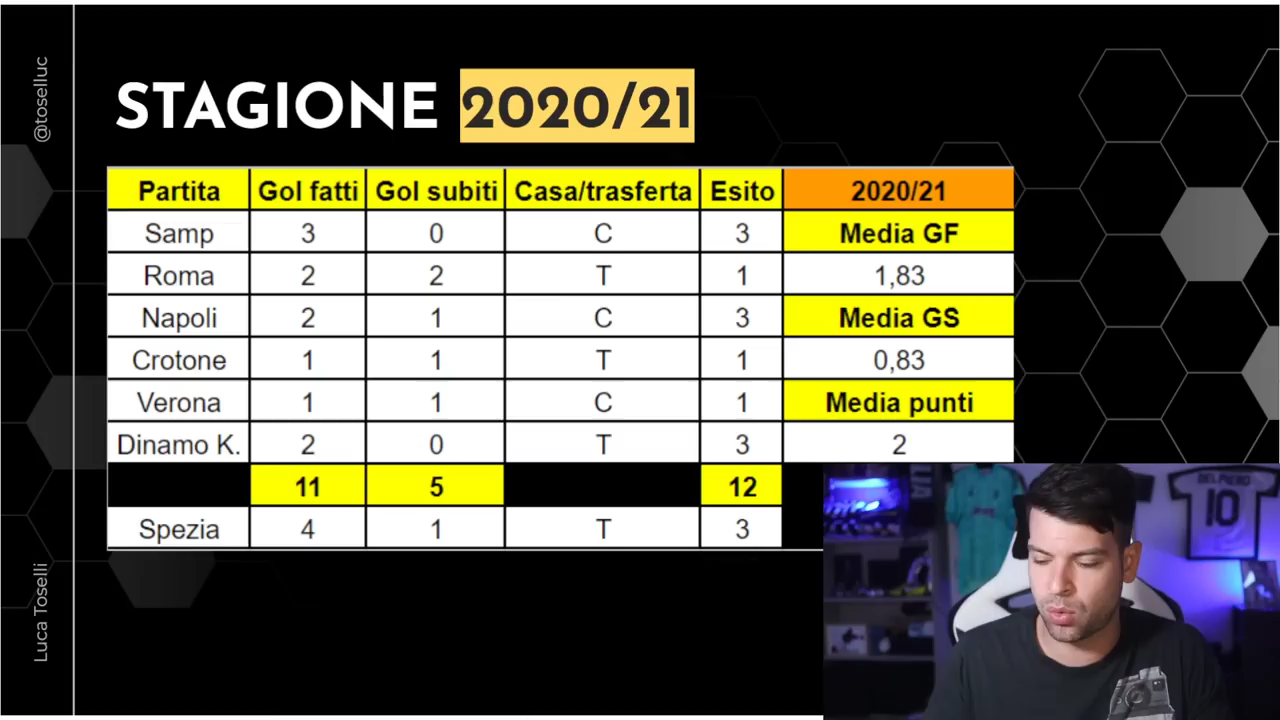 @toselluc
Luca Toselli
STAGIONE 2020/21
Partita Gol fatti Gol subiti Casa/trasferta Esito 2020/21
Samp 3 0 C 3 Media GF
Roma 2 2 T 1 1,83
Napoli 2 1 C 3 Media GS
Crotone 1 1 T 1 0,83
Verona 1 1 C 1 Media punti
Dinamo K. 2 0 T 3 2
11 5 12
Spezia 4 1 T 3
DEL PIERO
10